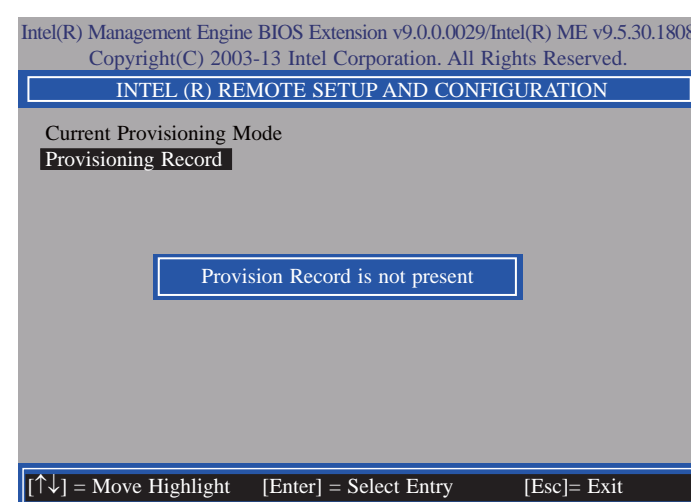 Intel(R) Management Engine BIOS Extension v9.0.0.0029/Intel(R) ME v9.5.30.1808
Copyright(C) 2003-13 Intel Corporation. All Rights Reserved.
INTEL (R) REMOTE SETUP AND CONFIGURATION
Current Provisioning Mode
Provisioning Record
Provision Record is not present
[↑↓] = Move Highlight [Enter] = Select Entry [Esc]= Exit